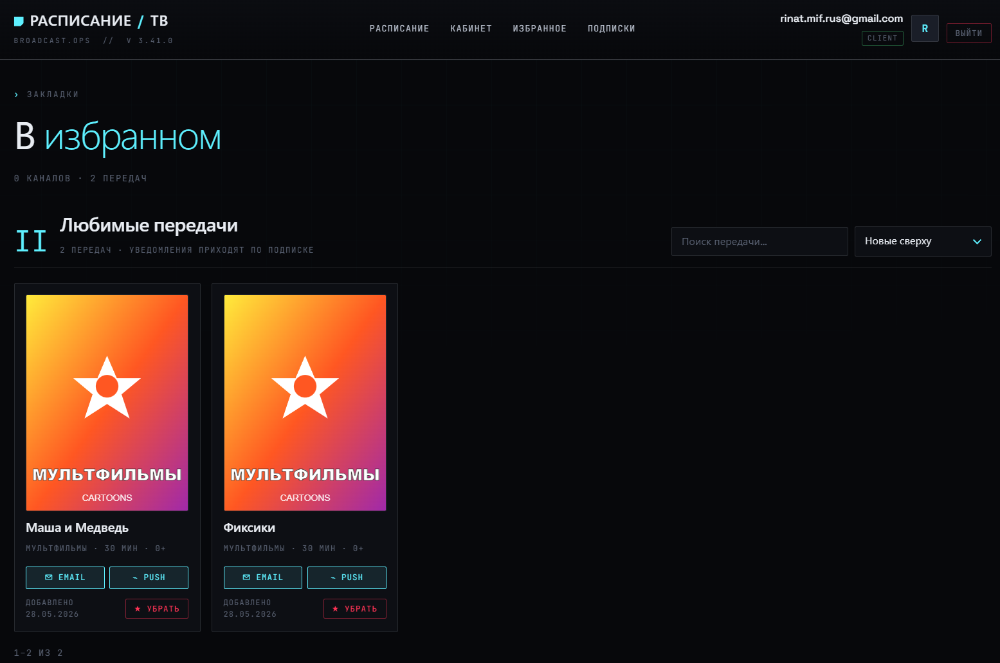 РАСПИСАНИЕ / ТВ
BROADCAST.OPS // V 3.41.0
РАСПИСАНИЕ КАБИНЕТ ИЗБРАННОЕ ПОДПИСКИ
rinat.mif.rus@gmail.com
CLIENT
R
ВЫЙТИ
› ЗАКЛАДКИ
В избранном
0 КАНАЛОВ · 2 ПЕРЕДАЧ
II
Любимые передачи
2 ПЕРЕДАЧ · УВЕДОМЛЕНИЯ ПРИХОДЯТ ПО ПОДПИСКЕ
Поиск передачи...
Новые сверху
МУЛЬТФИЛЬМЫ
CARTOONS
Маша и Медведь
МУЛЬТФИЛЬМЫ · 30 МИН · 0+
EMAIL
PUSH
ДОБАВЛЕНО
28.05.2026
★ УБРАТЬ
МУЛЬТФИЛЬМЫ
CARTOONS
Фиксики
МУЛЬТФИЛЬМЫ · 30 МИН · 0+
EMAIL
PUSH
ДОБАВЛЕНО
28.05.2026
★ УБРАТЬ
1–2 ИЗ 2